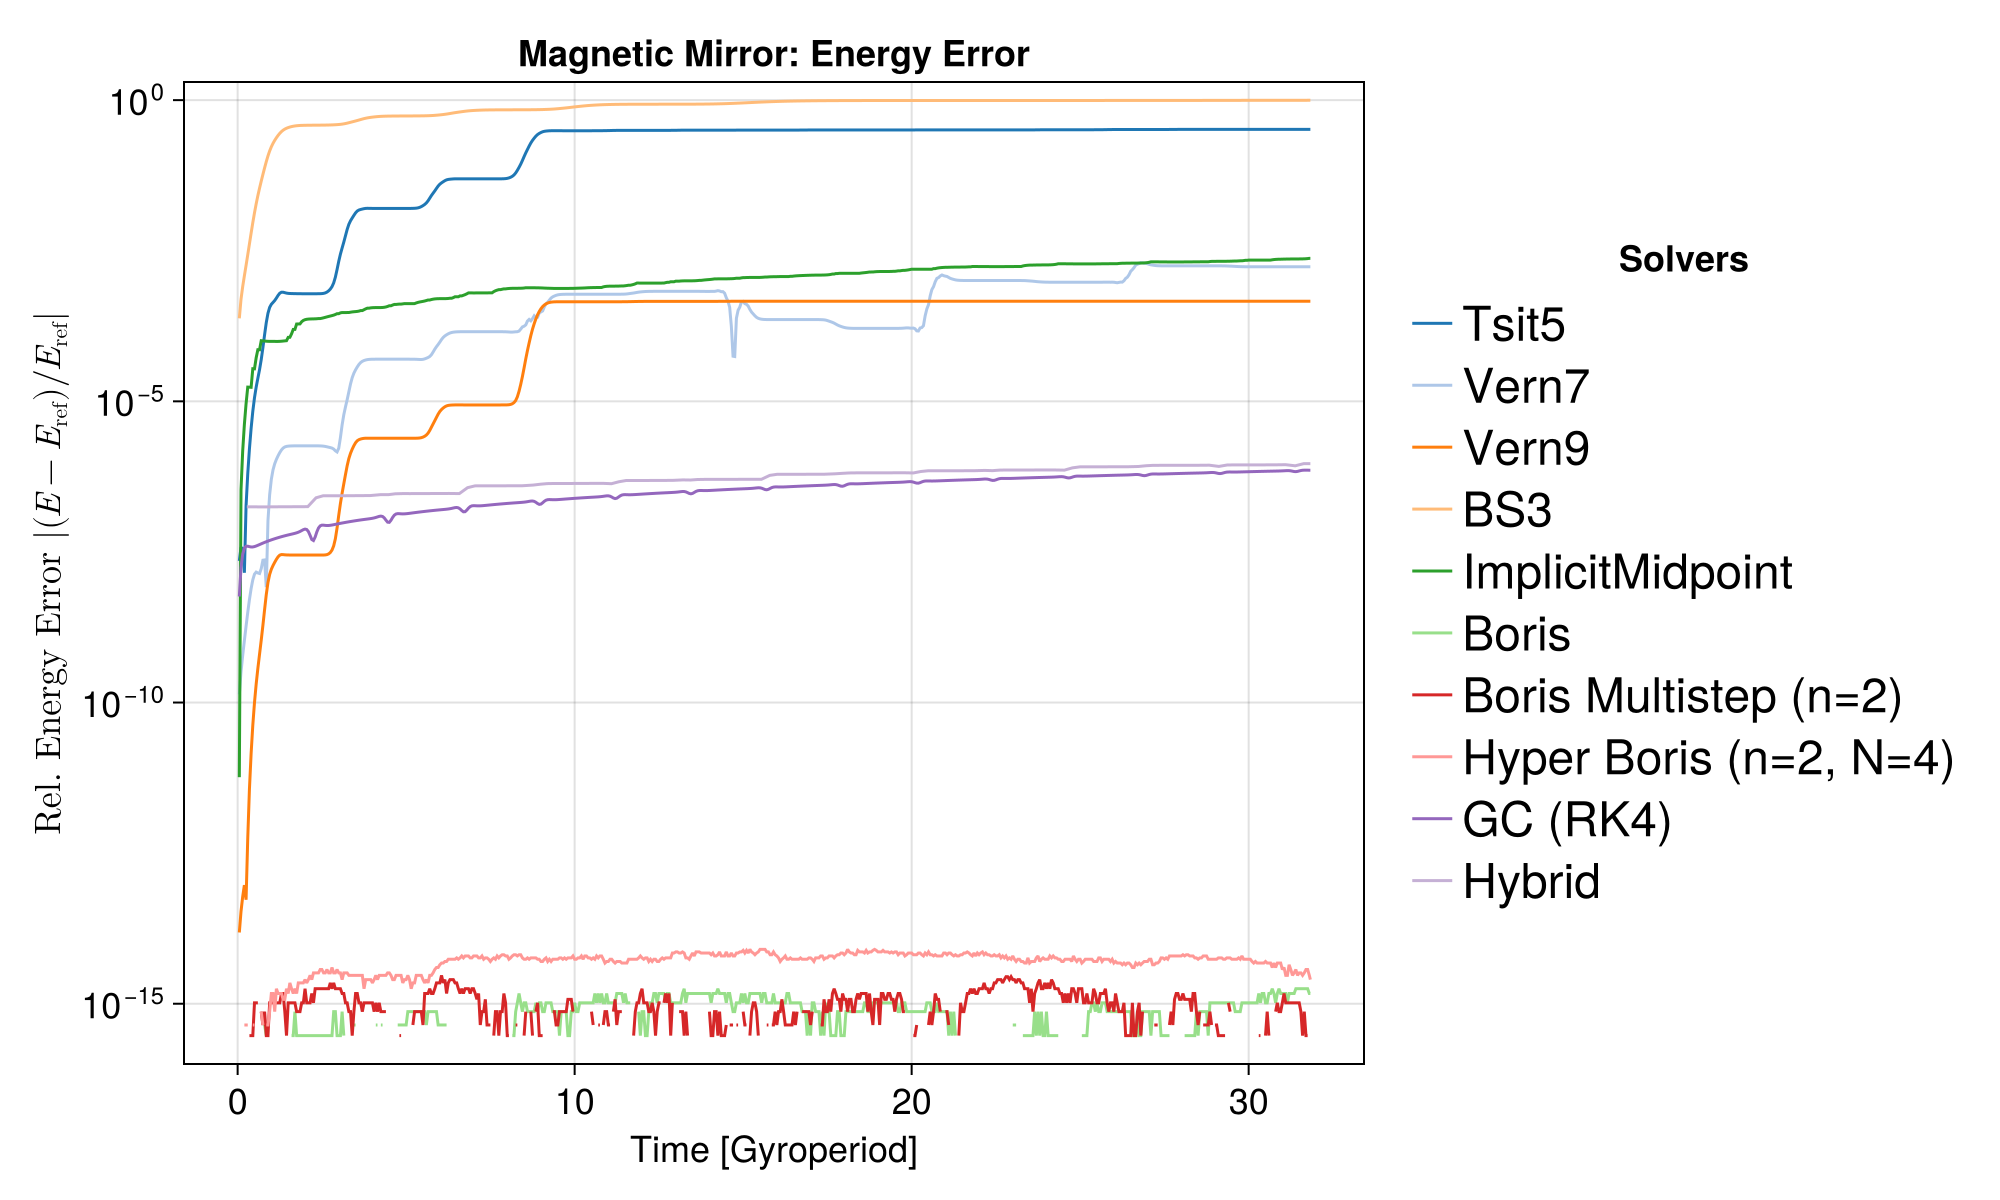 Magnetic Mirror: Energy Error
Rel. Energy Error |(E − E_ref)/E_ref|
10^0
10^−5
10^−10
10^−15
0 10 20 30
Time [Gyroperiod]
Solvers
Tsit5
Vern7
Vern9
BS3
ImplicitMidpoint
Boris
Boris Multistep (n=2)
Hyper Boris (n=2, N=4)
GC (RK4)
Hybrid